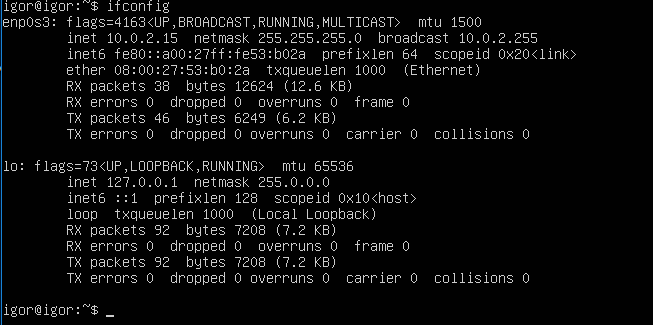 igor@igor:~$ ifconfig
enp0s3: flags=4163<UP,BROADCAST,RUNNING,MULTICAST>  mtu 1500
        inet 10.0.2.15  netmask 255.255.255.0  broadcast 10.0.2.255
        inet6 fe80::a00:27ff:fe53:b02a  prefixlen 64  scopeid 0x20<link>
        ether 08:00:27:53:b0:2a  txqueuelen 1000  (Ethernet)
        RX packets 38  bytes 12624 (12.6 KB)
        RX errors 0  dropped 0  overruns 0  frame 0
        TX packets 46  bytes 6249 (6.2 KB)
        TX errors 0  dropped 0 overruns 0  carrier 0  collisions 0

lo: flags=73<UP,LOOPBACK,RUNNING>  mtu 65536
        inet 127.0.0.1  netmask 255.0.0.0
        inet6 ::1  prefixlen 128  scopeid 0x10<host>
        loop  txqueuelen 1000  (Local Loopback)
        RX packets 92  bytes 7208 (7.2 KB)
        RX errors 0  dropped 0  overruns 0  frame 0
        TX packets 92  bytes 7208 (7.2 KB)
        TX errors 0  dropped 0 overruns 0  carrier 0  collisions 0

igor@igor:~$ _